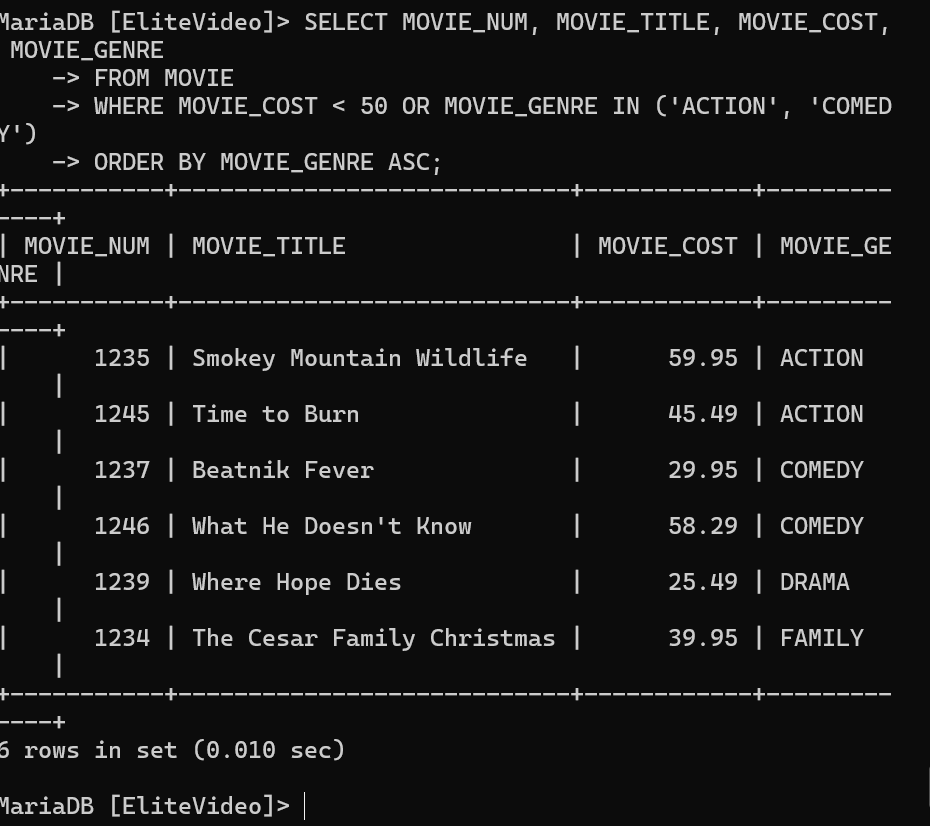 MariaDB [EliteVideo]> SELECT MOVIE_NUM, MOVIE_TITLE, MOVIE_COST,
 MOVIE_GENRE
    -> FROM MOVIE
    -> WHERE MOVIE_COST < 50 OR MOVIE_GENRE IN ('ACTION', 'COMED
Y')
    -> ORDER BY MOVIE_GENRE ASC;
+-----------+----------------------------+------------+---------
----+
| MOVIE_NUM | MOVIE_TITLE                | MOVIE_COST | MOVIE_GE
NRE |
+-----------+----------------------------+------------+---------
----+
|      1235 | Smokey Mountain Wildlife   |      59.95 | ACTION
    |
|      1245 | Time to Burn               |      45.49 | ACTION
    |
|      1237 | Beatnik Fever              |      29.95 | COMEDY
    |
|      1246 | What He Doesn't Know       |      58.29 | COMEDY
    |
|      1239 | Where Hope Dies            |      25.49 | DRAMA
    |
|      1234 | The Cesar Family Christmas |      39.95 | FAMILY
    |
+-----------+----------------------------+------------+---------
----+
6 rows in set (0.010 sec)

MariaDB [EliteVideo]>